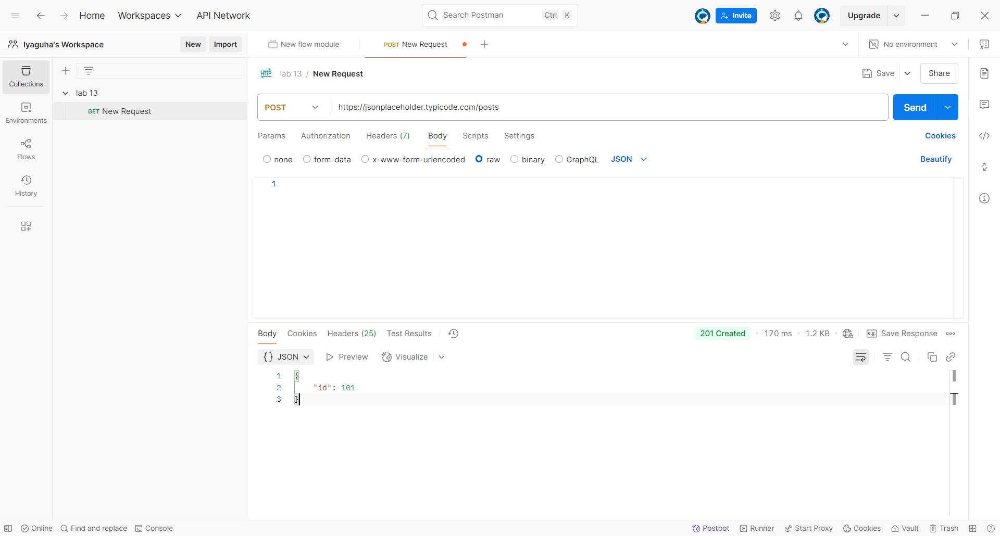 Home Workspaces API Network Search Postman Ctrl K Invite Upgrade
Iyaguha's Workspace New Import New flow module POST New Request No environment
Collections
lab 13
GET New Request
Environments
Flows
History
HTTP lab 13 / New Request Save Share
POST https://jsonplaceholder.typicode.com/posts Send
Params Authorization Headers (7) Body Scripts Settings Cookies
none form-data x-www-form-urlencoded raw binary GraphQL JSON Beautify
1
Body Cookies Headers (25) Test Results 201 Created 170 ms 1.2 KB e.g. Save Response
{} JSON Preview Visualize
1 {
2 "id": 101
3 }
Online Find and replace Console Postbot Runner Start Proxy Cookies Vault Trash